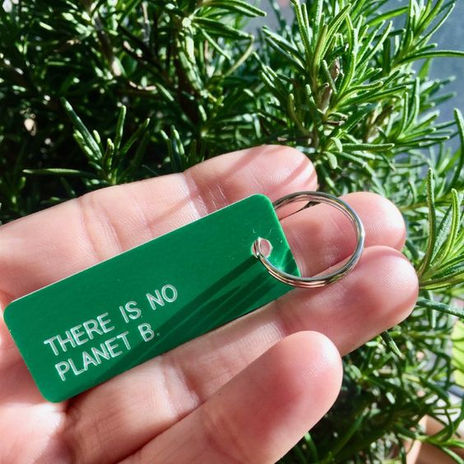 THERE IS NO
PLANET B.